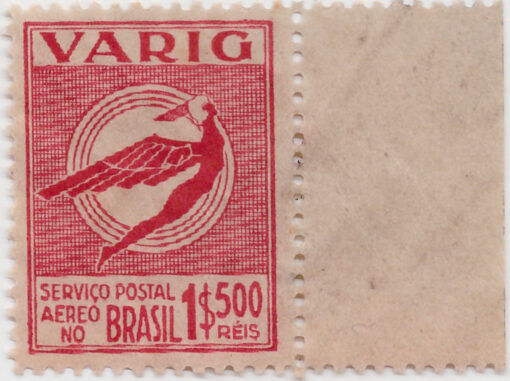 VARIG
SERVIÇO POSTAL
AEREO
NO BRASIL 1$500
RÉIS